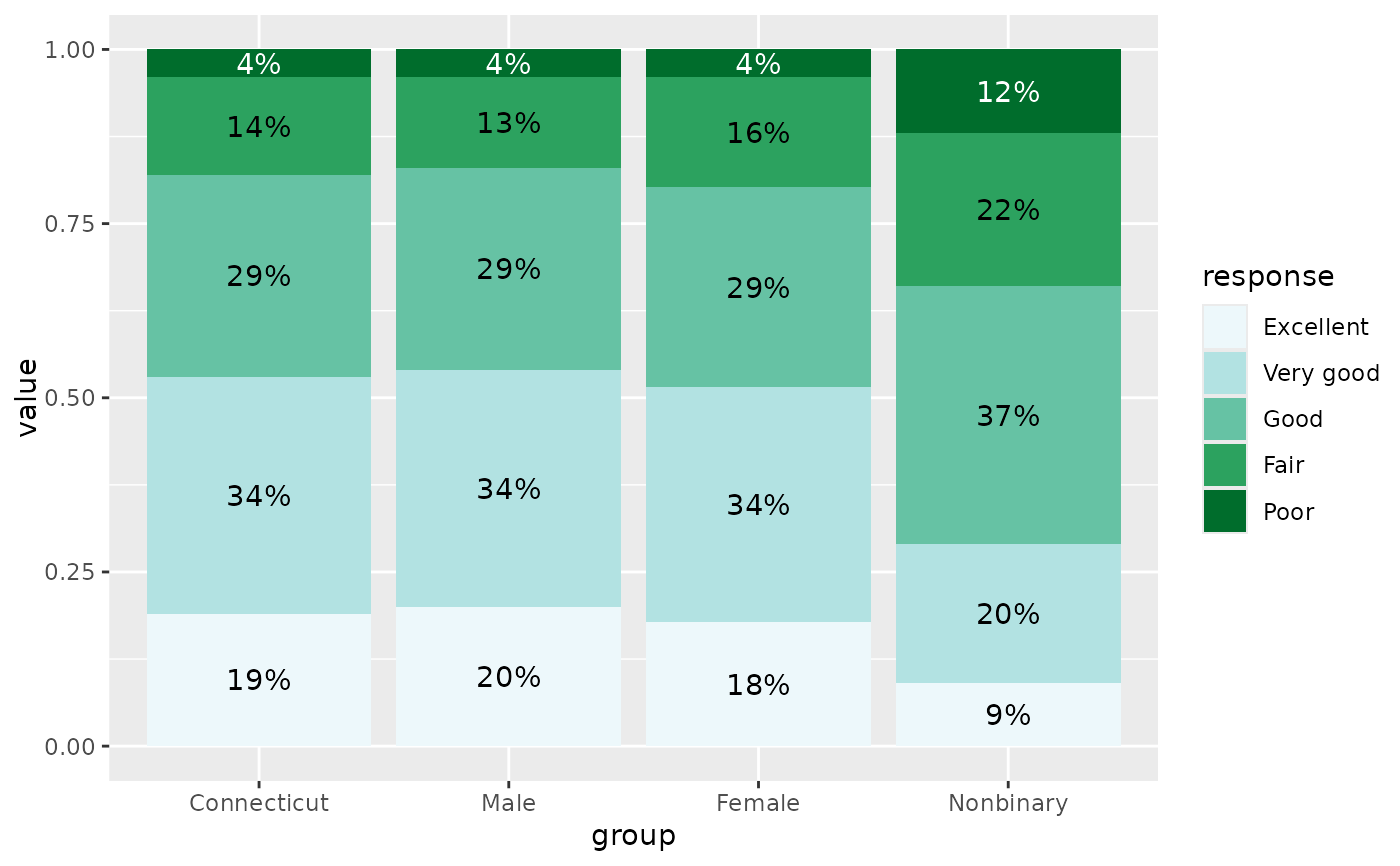 1.00
0.75
0.50
0.25
0.00
value
4%
4%
4%
12%
14%
13%
16%
22%
29%
29%
29%
37%
34%
34%
34%
20%
19%
20%
18%
9%
Connecticut
Male
Female
Nonbinary
group
response
Excellent
Very good
Good
Fair
Poor